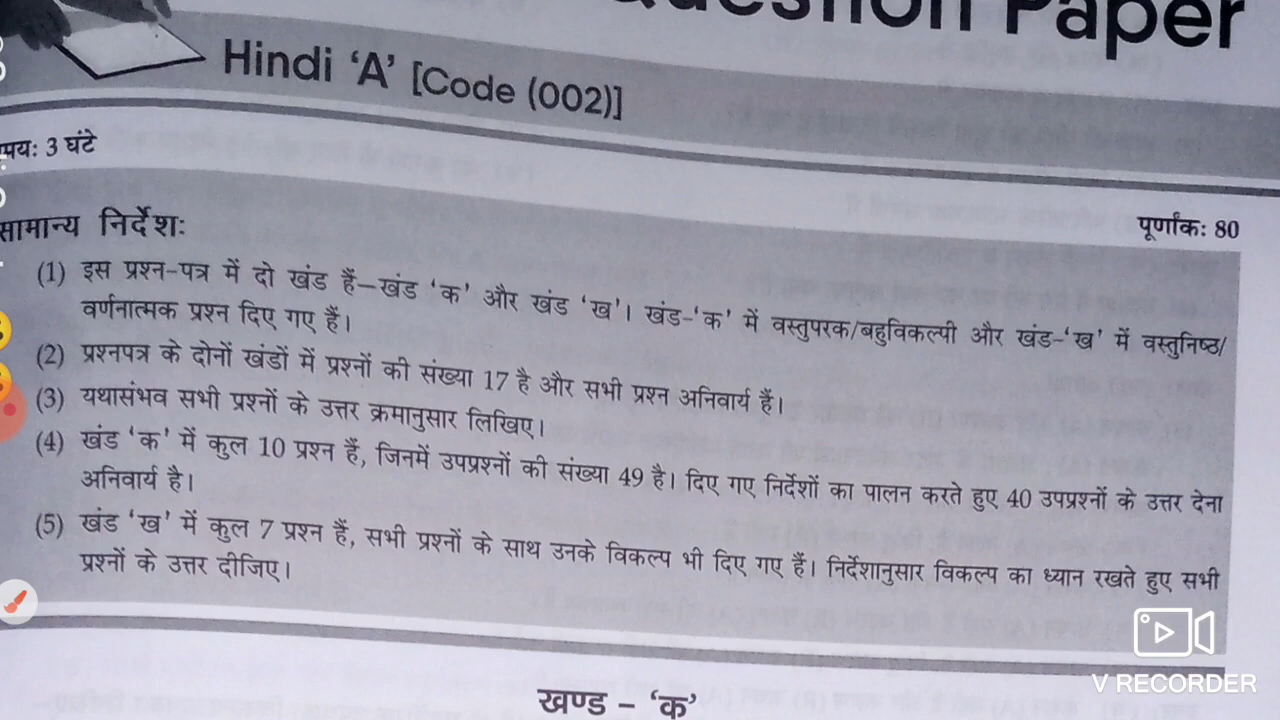 Question Paper
Hindi ‘A’ [Code (002)]
मय: 3 घंटे
पूर्णांक: 80
सामान्य निर्देश:
(1) इस प्रश्न-पत्र में दो खंड हैं–खंड ‘क’ और खंड ‘ख’। खंड-‘क’ में वस्तुपरक/बहुविकल्पी और खंड-‘ख’ में वस्तुनिष्ठ/
वर्णनात्मक प्रश्न दिए गए हैं।
(2) प्रश्नपत्र के दोनों खंडों में प्रश्नों की संख्या 17 है और सभी प्रश्न अनिवार्य हैं।
(3) यथासंभव सभी प्रश्नों के उत्तर क्रमानुसार लिखिए।
(4) खंड ‘क’ में कुल 10 प्रश्न हैं, जिनमें उपप्रश्नों की संख्या 49 है। दिए गए निर्देशों का पालन करते हुए 40 उपप्रश्नों के उत्तर देना
अनिवार्य है।
(5) खंड ‘ख’ में कुल 7 प्रश्न हैं, सभी प्रश्नों के साथ उनके विकल्प भी दिए गए हैं। निर्देशानुसार विकल्प का ध्यान रखते हुए सभी
प्रश्नों के उत्तर दीजिए।
खण्ड – ‘क’
V RECORDER